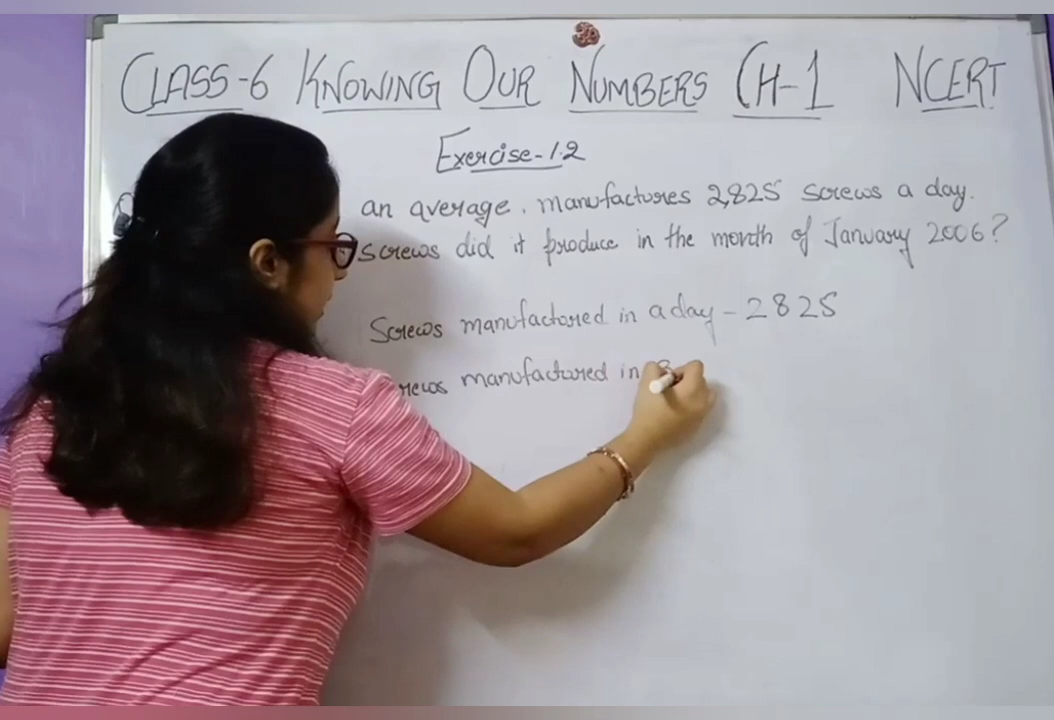 CLASS-6 KNOWING OUR NUMBERS CH-1 NCERT
Exercise-1.2
an average, manufactures 2,825 screws a day.
screws did it produce in the month of January 2006?
Screws manufactured in a day - 2825
manufactured in